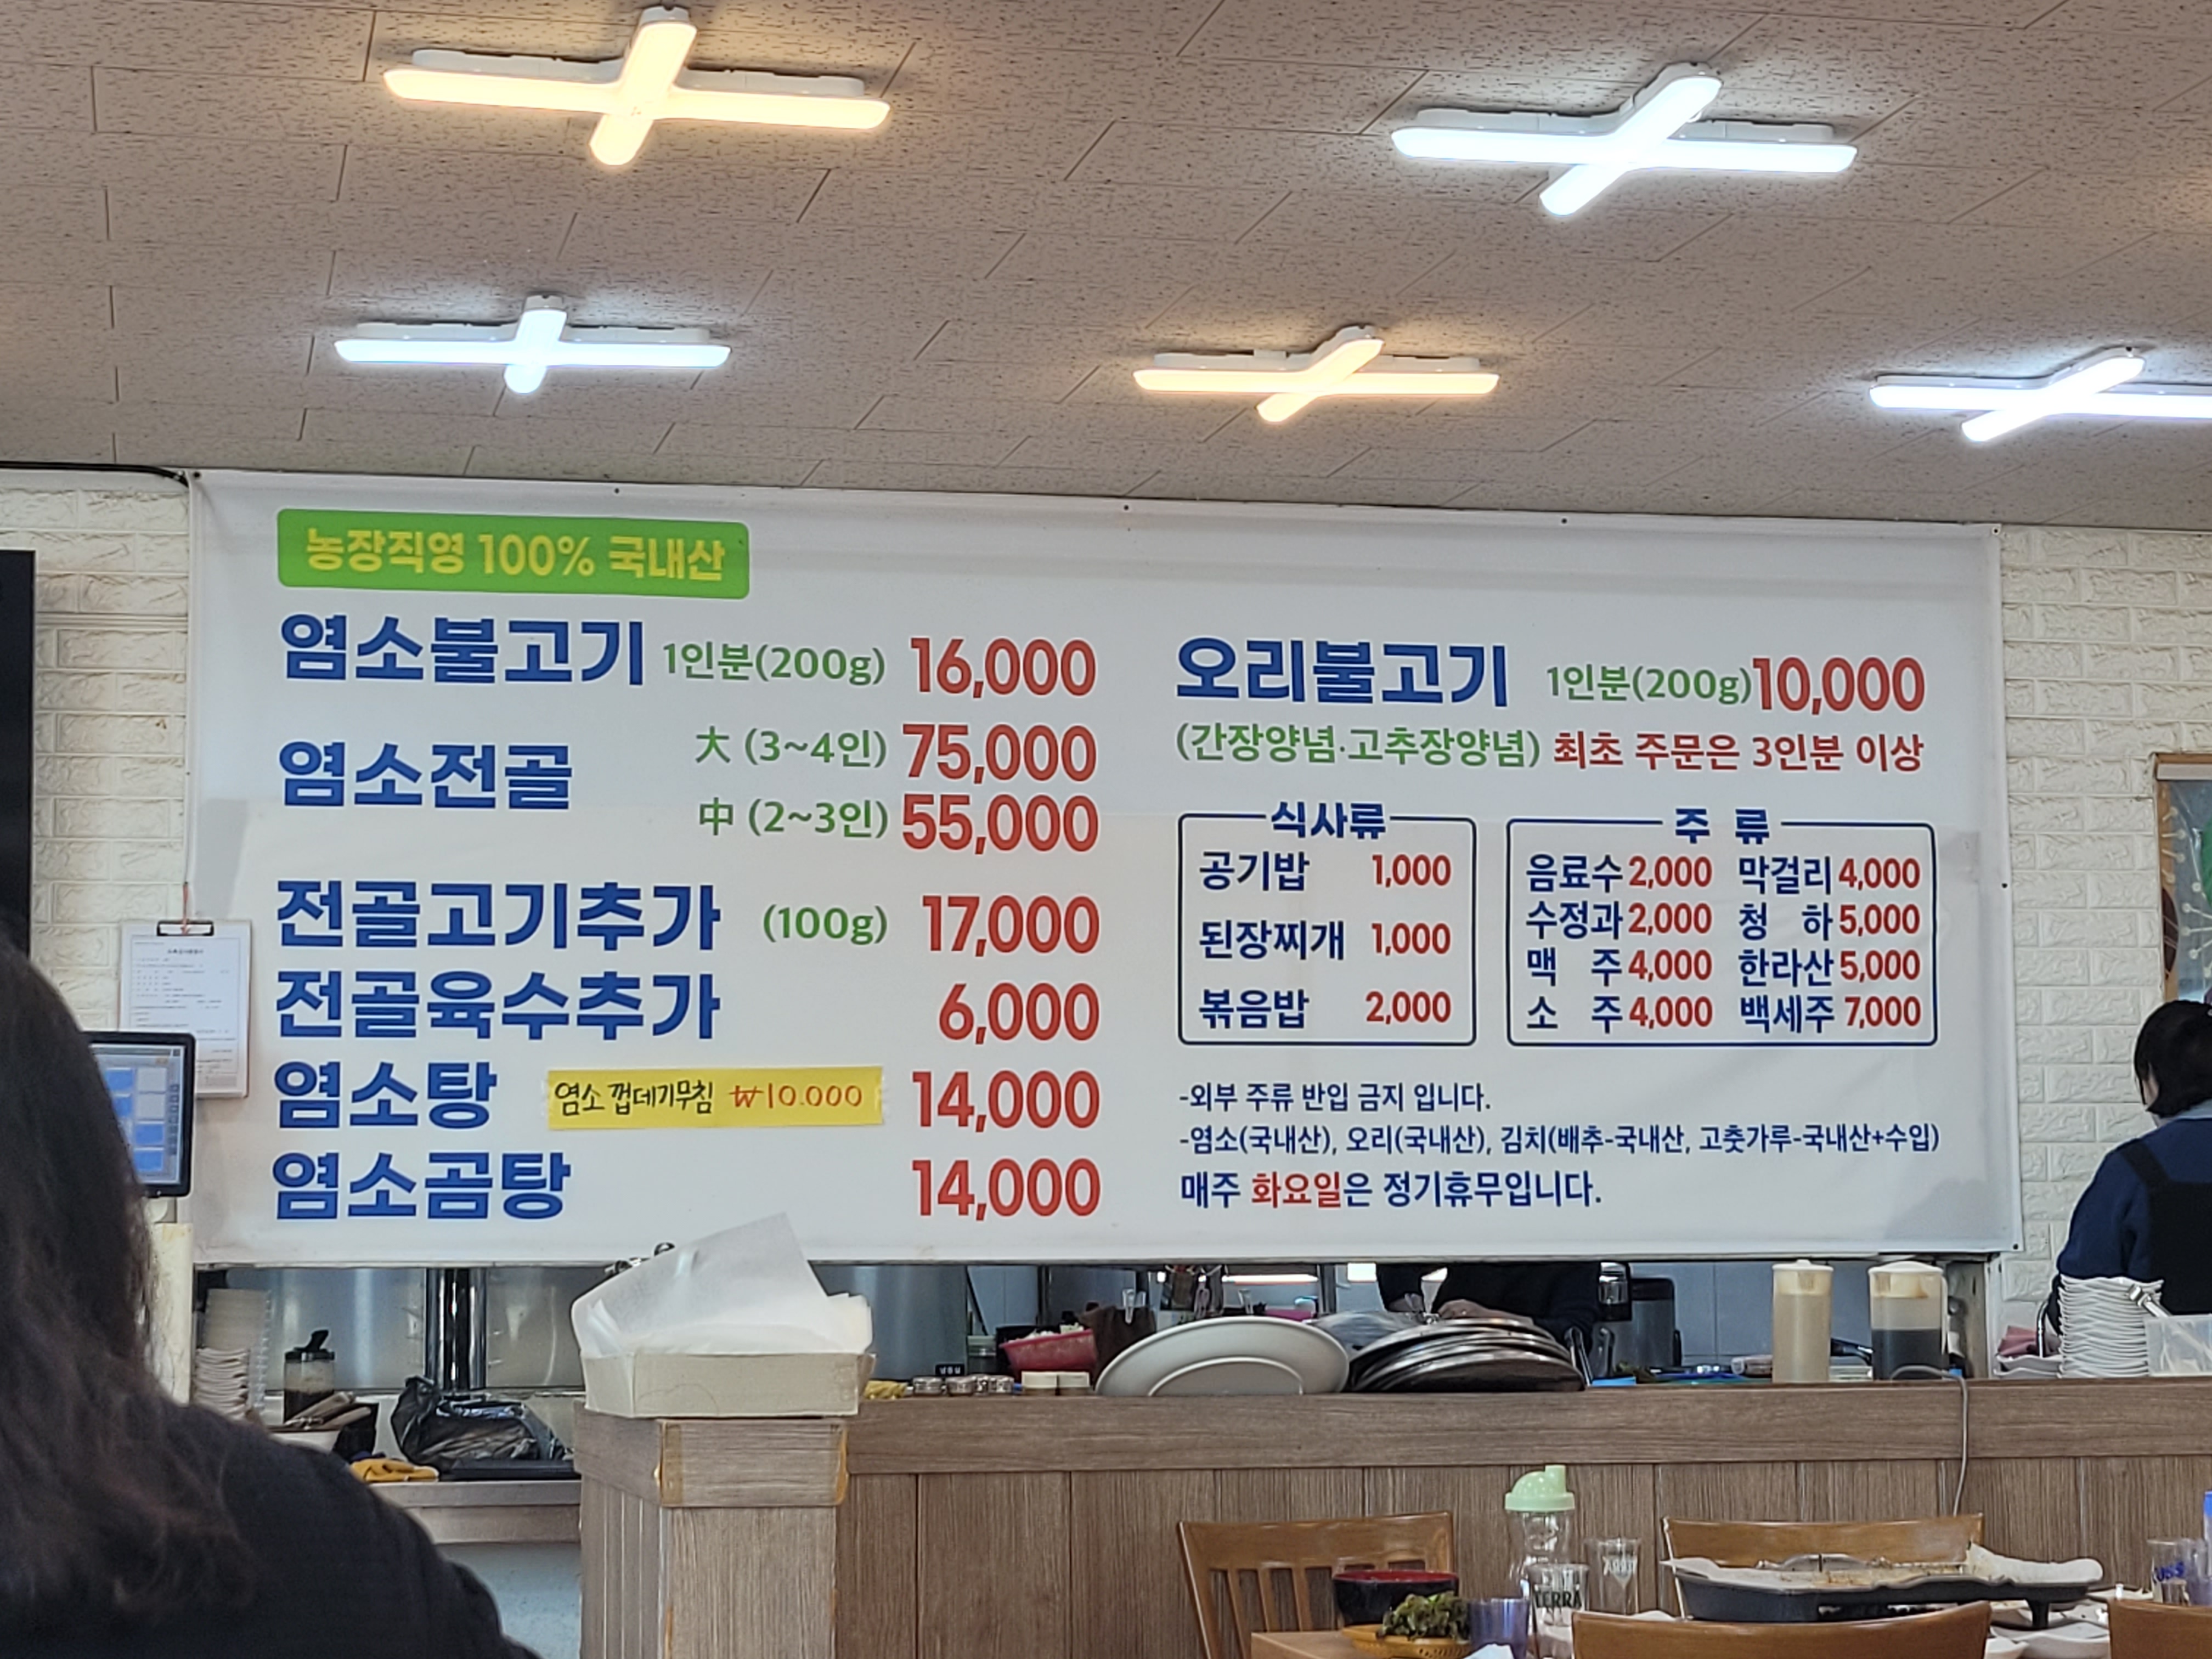 농장직영 100% 국내산
염소불고기 1인분(200g) 16,000
염소전골 大 (3~4인) 75,000
中 (2~3인) 55,000
전골고기추가 (100g) 17,000
전골육수추가 6,000
염소탕 14,000
염소 껍데기무침 ₩10.000
염소곰탕 14,000
오리불고기 1인분(200g) 10,000
(간장양념·고추장양념) 최초 주문은 3인분 이상
식사류
공기밥 1,000
된장찌개 1,000
볶음밥 2,000
주 류
음료수 2,000 막걸리 4,000
수정과 2,000 청 하 5,000
맥 주 4,000 한라산 5,000
소 주 4,000 백세주 7,000
-외부 주류 반입 금지 입니다.
-염소(국내산), 오리(국내산), 김치(배추-국내산, 고춧가루-국내산+수입)
매주 화요일은 정기휴무입니다.
TERRA